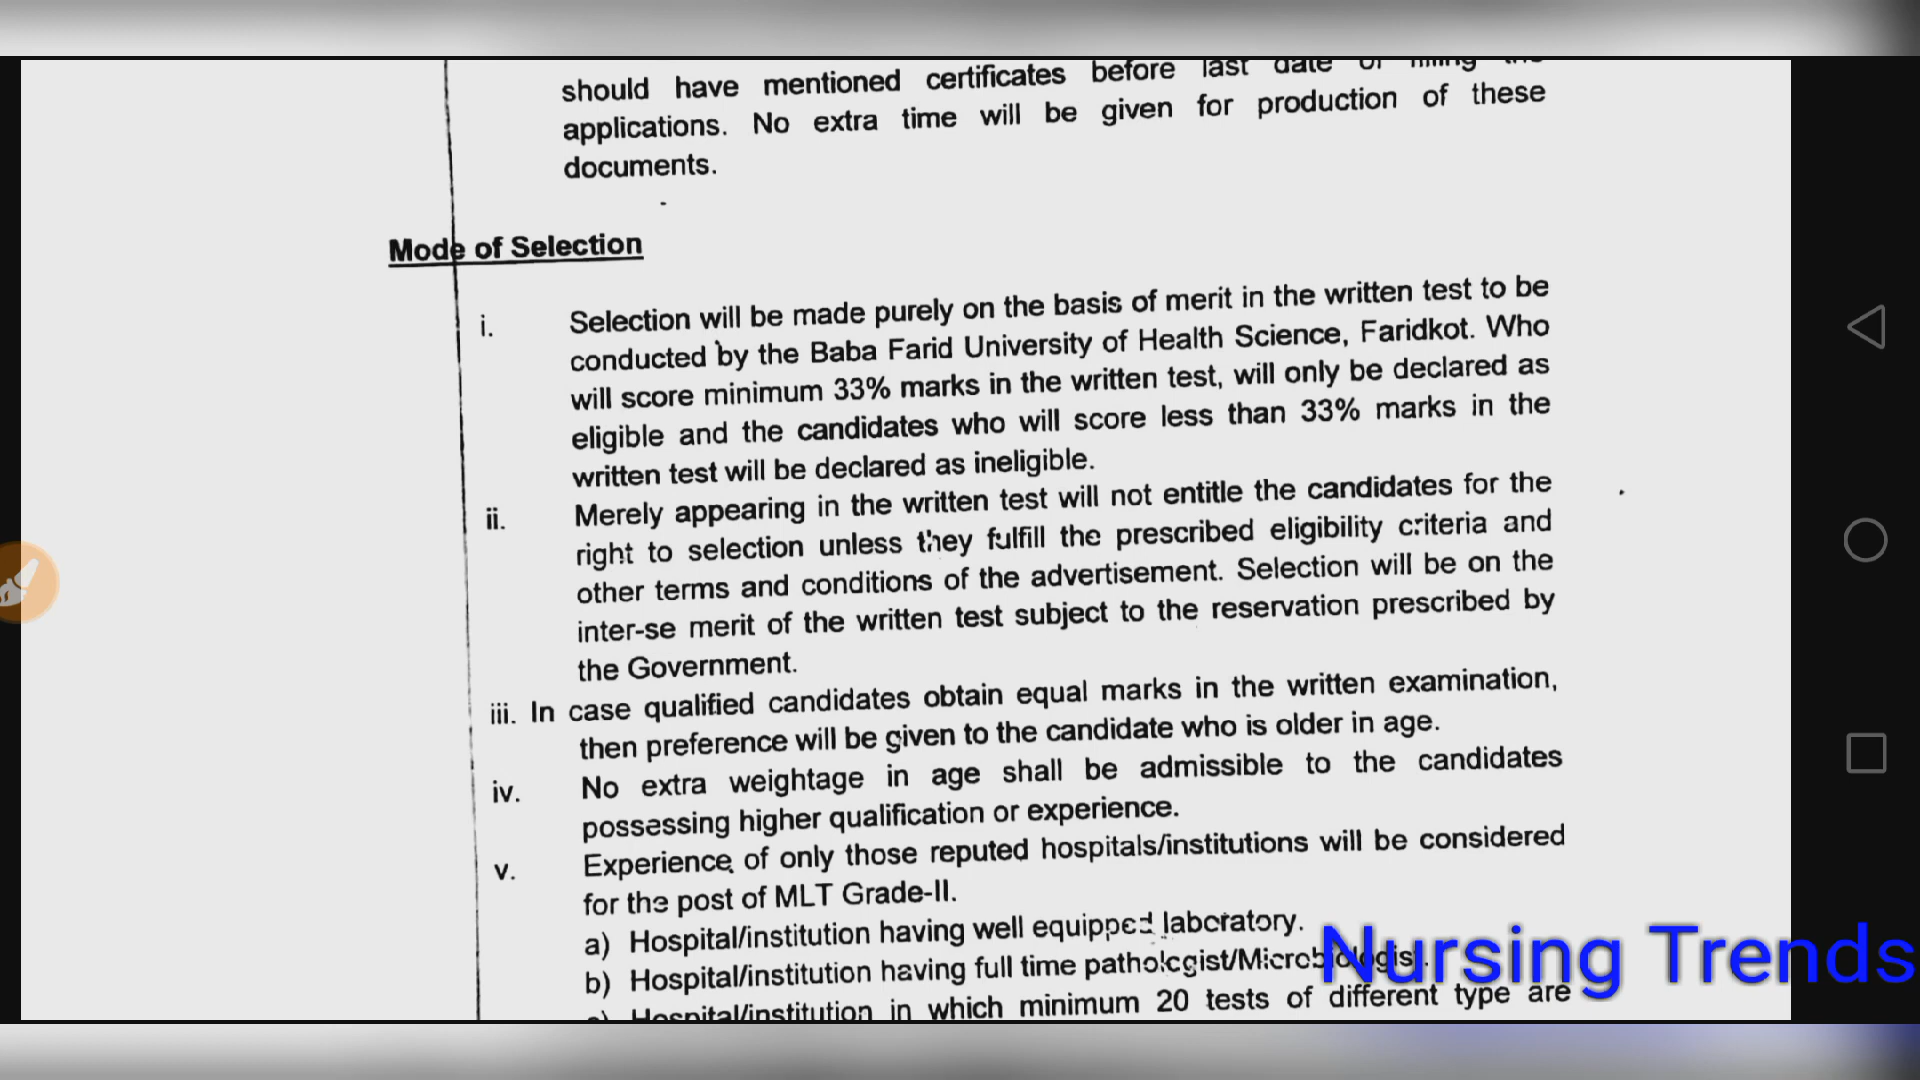 should have mentioned certificates before last date of filling the
applications. No extra time will be given for production of these
documents.
Mode of Selection
i. Selection will be made purely on the basis of merit in the written test to be
conducted by the Baba Farid University of Health Science, Faridkot. Who
will score minimum 33% marks in the written test, will only be declared as
eligible and the candidates who will score less than 33% marks in the
written test will be declared as ineligible.
ii. Merely appearing in the written test will not entitle the candidates for the
right to selection unless they fulfill the prescribed eligibility criteria and
other terms and conditions of the advertisement. Selection will be on the
inter-se merit of the written test subject to the reservation prescribed by
the Government.
iii. In case qualified candidates obtain equal marks in the written examination,
then preference will be given to the candidate who is older in age.
iv. No extra weightage in age shall be admissible to the candidates
possessing higher qualification or experience.
v. Experience of only those reputed hospitals/institutions will be considered
for the post of MLT Grade-II.
a) Hospital/institution having well equipped laboratory.
b) Hospital/institution having full time pathologist/Microbiologist.
Hospital/institution in which minimum 20 tests of different type are
Nursing Trends